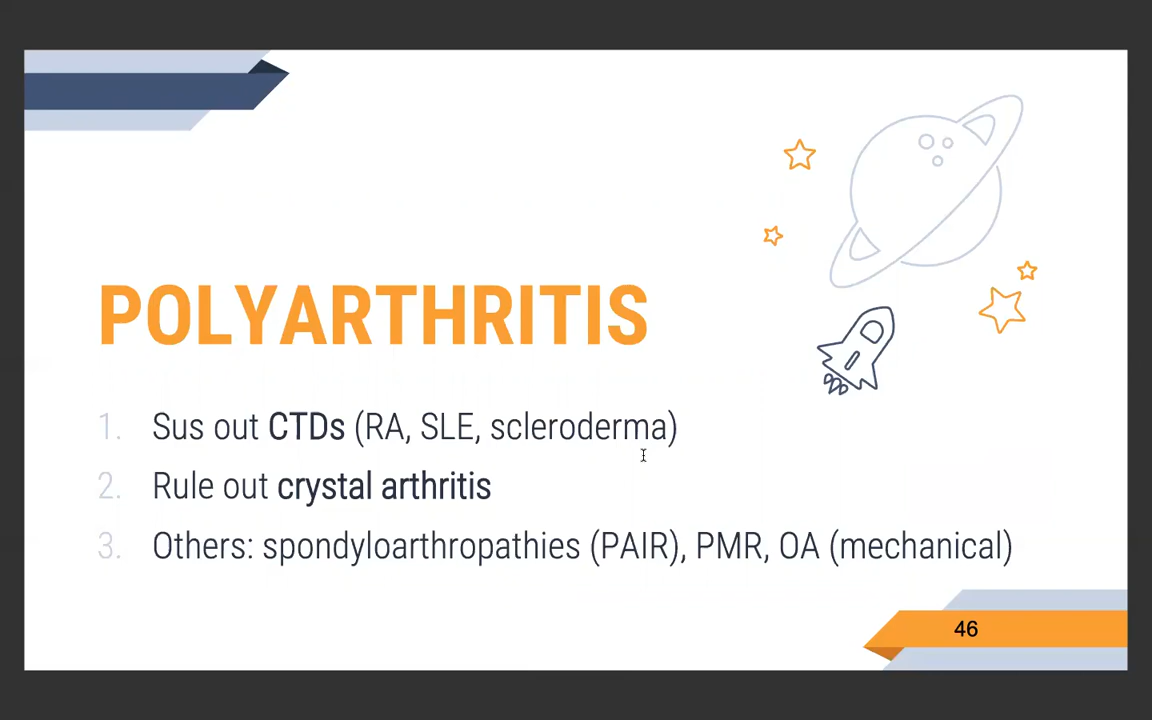 POLYARTHRITIS
1. Sus out CTDs (RA, SLE, scleroderma)
2. Rule out crystal arthritis
3. Others: spondyloarthropathies (PAIR), PMR, OA (mechanical)
46